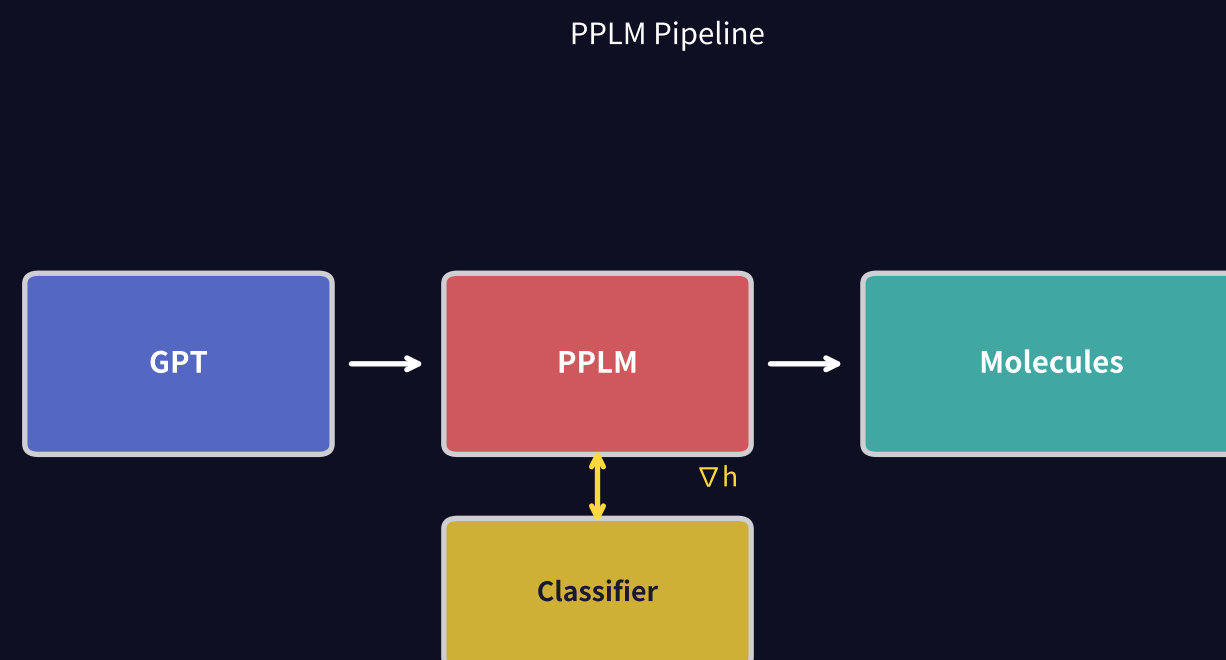 PPLM Pipeline
GPT
PPLM
Molecules
∇h
Classifier